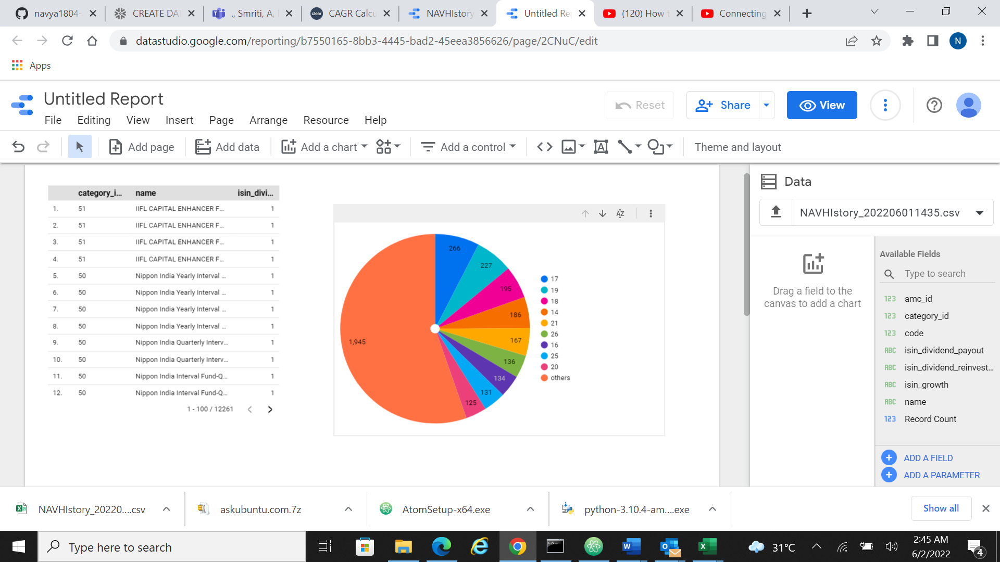 navya1804-
CREATE DAT
., Smriti, A,
CAGR Calcu
NAVHIstory
Untitled Re
(120) How t
Connecting
datastudio.google.com/reporting/b7550165-8bb3-4445-bad2-45eea3856626/page/2CNuC/edit
N
Apps
Untitled Report
Reset
Share
View
File Editing View Insert Page Arrange Resource Help
Add page
Add data
Add a chart
Add a control
Theme and layout
category_i... name isin_divi...
1. 51 IIFL CAPITAL ENHANCER F... 1
2. 51 IIFL CAPITAL ENHANCER F... 1
3. 51 IIFL CAPITAL ENHANCER F... 1
4. 51 IIFL CAPITAL ENHANCER F... 1
5. 50 Nippon India Yearly Interval ... 1
6. 50 Nippon India Yearly Interval ... 1
7. 50 Nippon India Yearly Interval ... 1
8. 50 Nippon India Yearly Interval ... 1
9. 50 Nippon India Quarterly Interv... 1
10. 50 Nippon India Quarterly Interv... 1
11. 50 Nippon India Interval Fund-Q... 1
12. 50 Nippon India Interval Fund-Q... 1
1 - 100 / 12261
266
227
195
186
167
136
134
131
125
1,945
17
19
18
14
21
26
16
25
20
others
Data
NAVHIstory_202206011435.csv
Drag a field to the
canvas to add a chart
Available Fields
Type to search
123 amc_id
123 category_id
123 code
ABC isin_dividend_payout
ABC isin_dividend_reinvest...
ABC isin_growth
ABC name
123 Record Count
ADD A FIELD
ADD A PARAMETER
NAVHIstory_20220....csv
askubuntu.com.7z
AtomSetup-x64.exe
python-3.10.4-am....exe
Show all
Type here to search
31°C
2:45 AM
6/2/2022
4